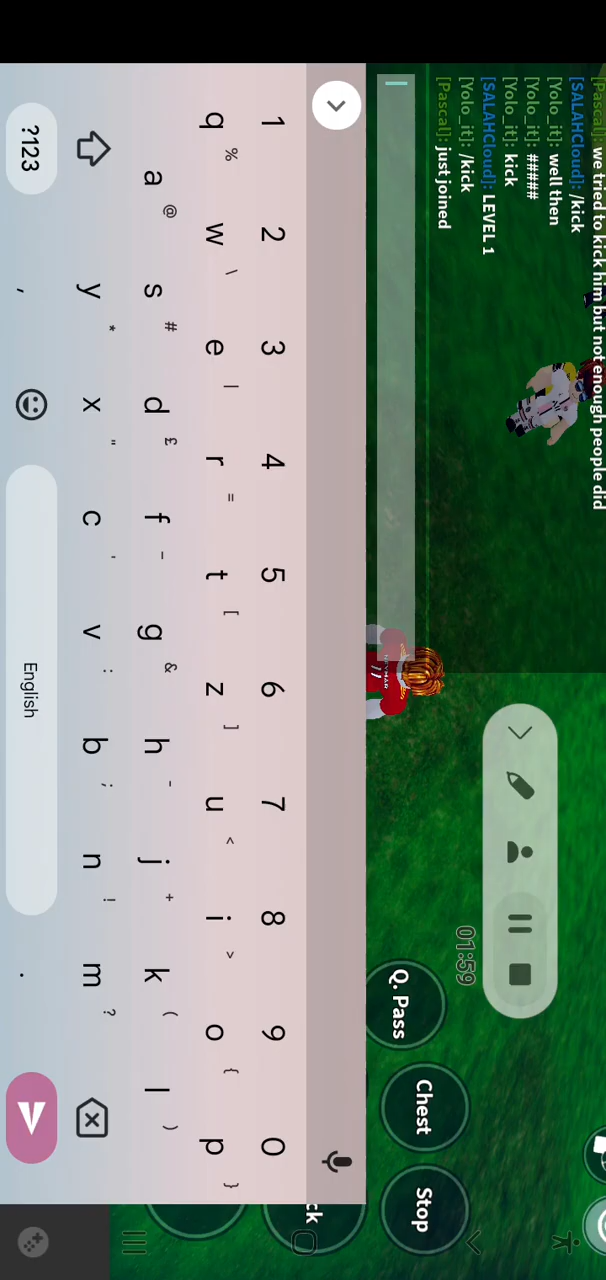 [Pascal]: we tried to kick him but not enough people did
[SALAHCloud]: /kick
[Yolo_it]: well then
[Yolo_it]: #####
[Yolo_it]: kick
[SALAHCloud]: LEVEL 1
[Yolo_it]: /kick
[Pascal]: just joined
01:59
Q. Pass
Chest
Stop
ck
1 2 3 4 5 6 7 8 9 0
% \ | = [ ] < > { }
q w e r t z u i o p
@ # £ _ & - + ( )
a s d f g h j k l
* " ' : ; ! ?
y x c v b n m
?123 , English .